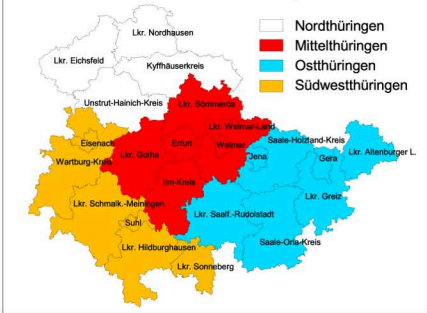 Nordthüringen
Mittelthüringen
Ostthüringen
Südwestthüringen
Lkr. Nordhausen
Lkr. Eichsfeld
Kyffhäuserkreis
Unstrut-Hainich-Kreis
Lkr. Sömmerda
Lkr. Weimar-Land
Eisenach
Erfurt
Weimar
Saale-Holzland-Kreis
Lkr. Altenburger L.
Wartburg-Kreis
Lkr. Gotha
Jena
Gera
Ilm-Kreis
Lkr. Greiz
Lkr. Schmalk.-Meiningen
Lkr. Saalf.-Rudolstadt
Suhl
Saale-Orla-Kreis
Lkr. Hildburghausen
Lkr. Sonneberg